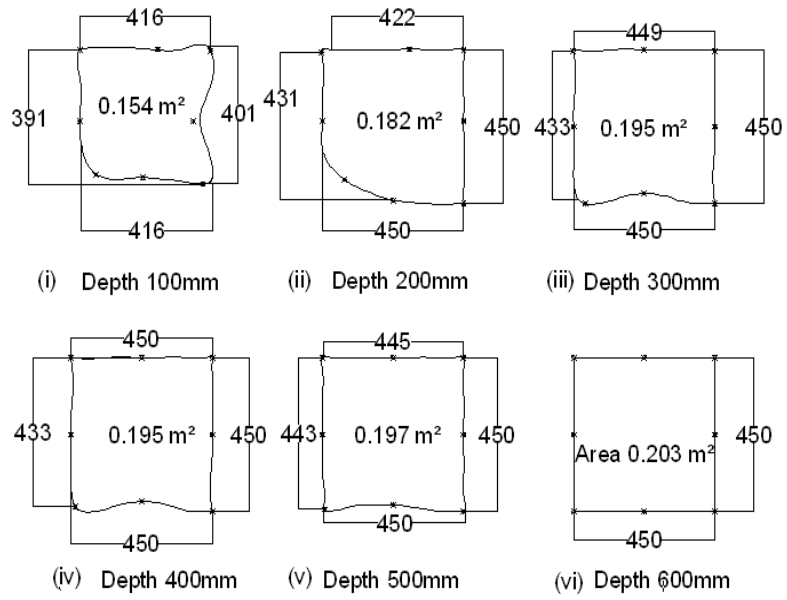 416
391
0.154 m²
401
416
(i) Depth 100mm
422
431
0.182 m²
450
450
(ii) Depth 200mm
449
433
0.195 m²
450
450
(iii) Depth 300mm
450
433
0.195 m²
450
450
(iv) Depth 400mm
445
443
0.197 m²
450
450
(v) Depth 500mm
Area 0.203 m²
450
450
(vi) Depth 600mm